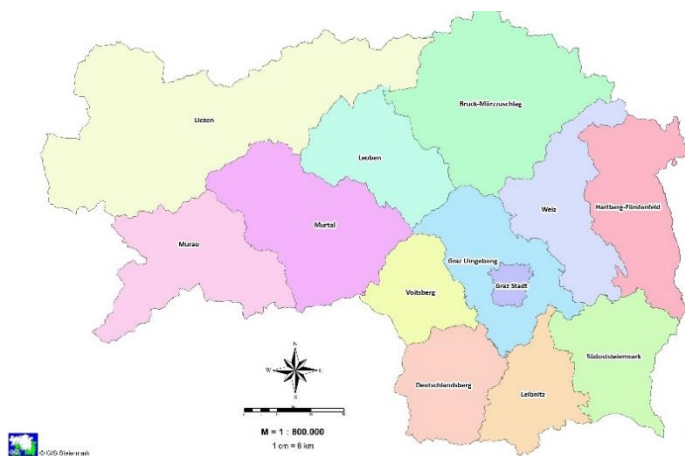 Bruck-Mürzzuschlag
Liezen
Leoben
Hartberg-Fürstenfeld
Weiz
Murtal
Murau
Graz Umgebung
Graz Stadt
Voitsberg
Südoststeiermark
Deutschlandsberg
Leibnitz
N
W
E
S
M = 1 : 800.000
1 cm = 8 km
© GIS-Steiermark